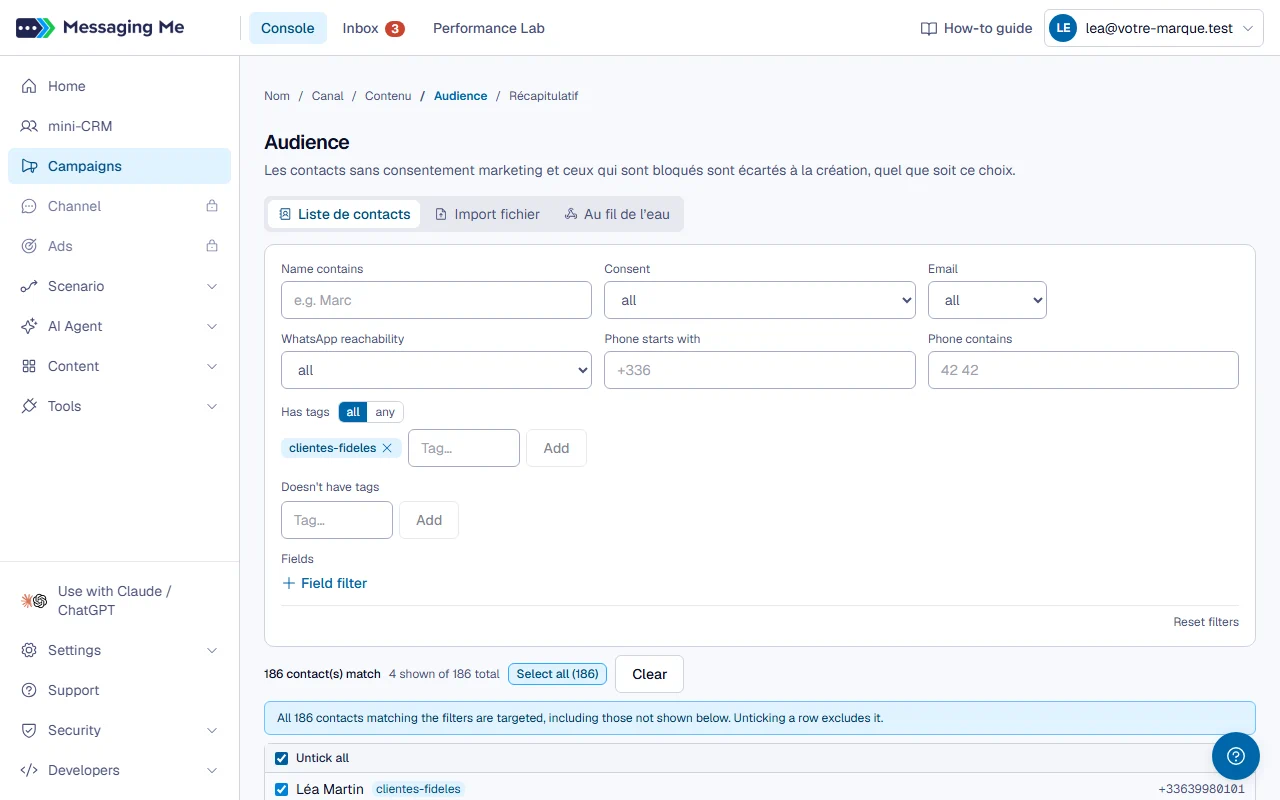 Messaging Me
Console
Inbox 3
Performance Lab
How-to guide
LE lea@votre-marque.test
Home
mini-CRM
Campaigns
Channel
Ads
Scenario
AI Agent
Content
Tools
Use with Claude /
ChatGPT
Settings
Support
Security
Developers
Nom / Canal / Contenu / Audience / Récapitulatif
Audience
Les contacts sans consentement marketing et ceux qui sont bloqués sont écartés à la création, quel que soit ce choix.
Liste de contacts Import fichier Au fil de l'eau
Name contains Consent Email
e.g. Marc all all
WhatsApp reachability Phone starts with Phone contains
all +336 42 42
Has tags all any
clientes-fideles Tag... Add
Doesn't have tags
Tag... Add
Fields
Field filter
Reset filters
186 contact(s) match 4 shown of 186 total Select all (186) Clear
All 186 contacts matching the filters are targeted, including those not shown below. Unticking a row excludes it.
Untick all
Léa Martin clientes-fideles +33639980101